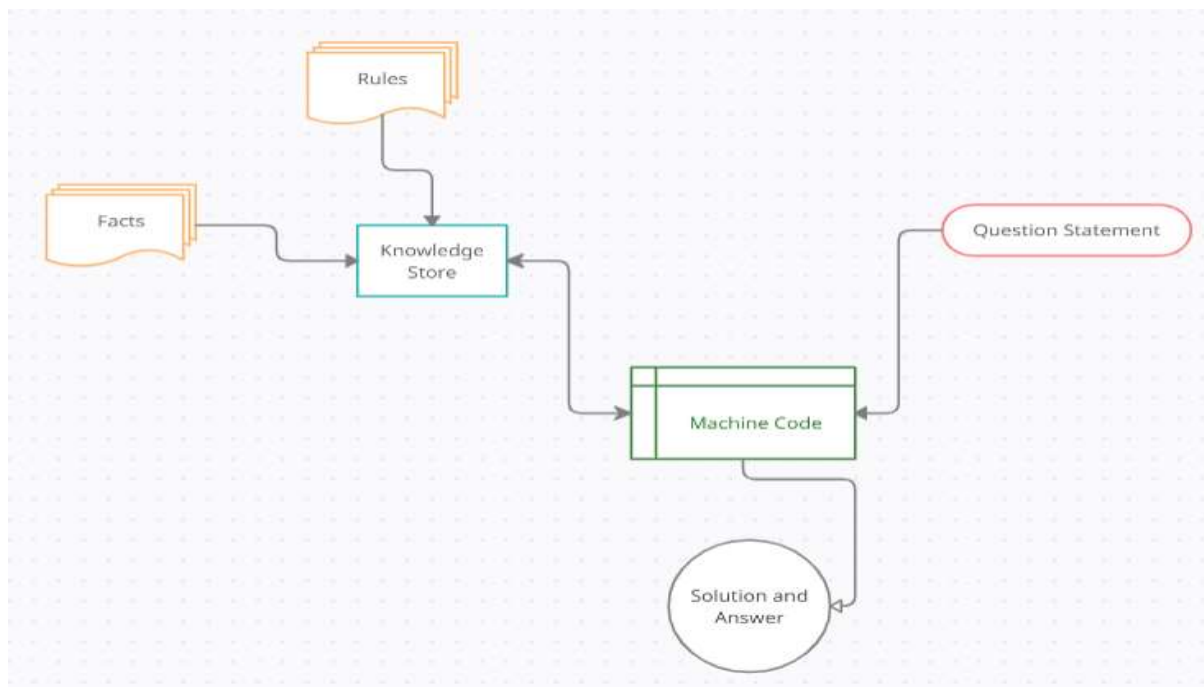 Rules
Facts
Knowledge
Store
Question Statement
Machine Code
Solution and
Answer